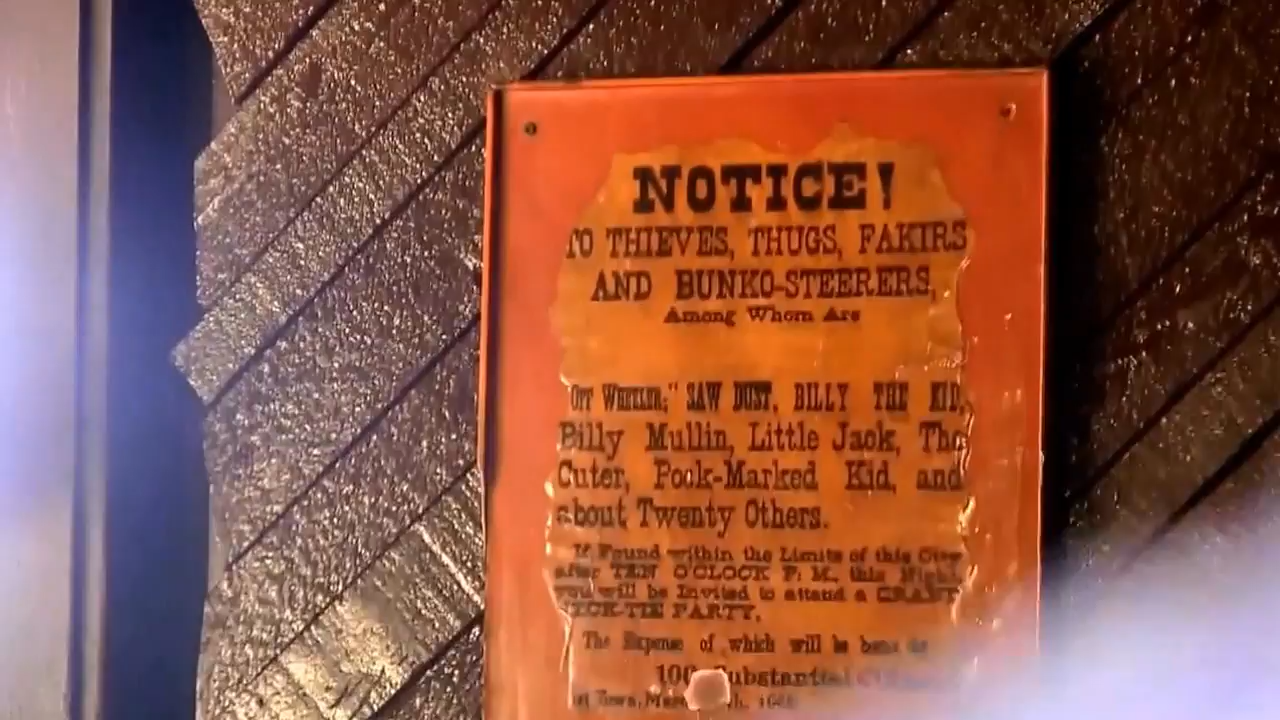 NOTICE!
TO THIEVES, THUGS, FAKIRS
AND BUNKO-STEERERS,
Among Whom Are
SAW DUST, BILLY THE KID,
Billy Mullin, Little Jack, The
Cuter, Pock-Marked Kid, and
about Twenty Others.
If Found within the Limits of this City
after TEN O'CLOCK P. M., this Night,
you will be Invited to attend a GRAND
NECK-TIE PARTY,
The Expense of which will be
100 Substantial